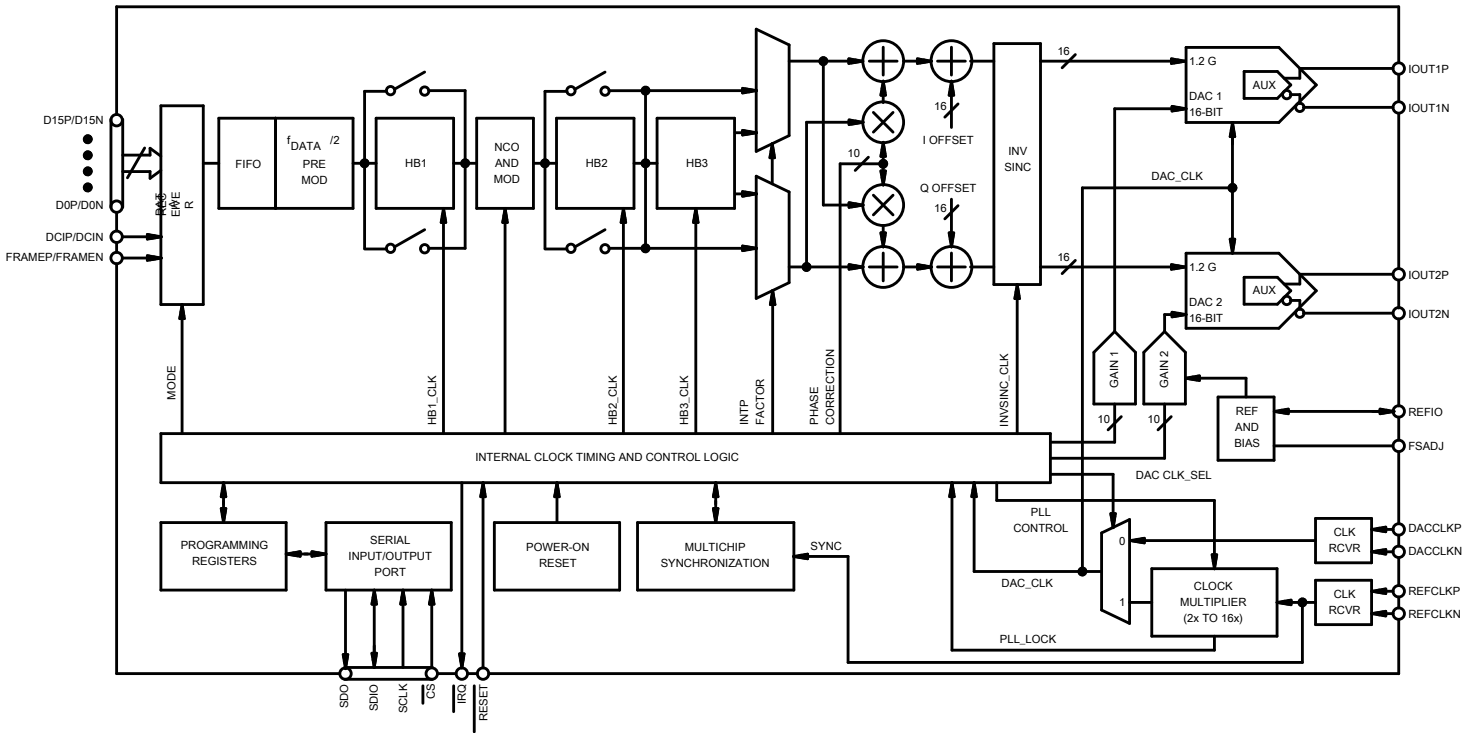 D15P/D15N
D0P/D0N
DCIP/DCIN
FRAMEP/FRAMEN
FIFO
fDATA /2
PRE
MOD
HB1
NCO
AND
MOD
HB2
HB3
16
I OFFSET
10
Q OFFSET
16
INV
SINC
16
16
1.2 G
DAC 1
16-BIT
AUX
IOUT1P
IOUT1N
DAC_CLK
1.2 G
DAC 2
16-BIT
AUX
IOUT2P
IOUT2N
MODE
HB1_CLK
HB2_CLK
HB3_CLK
INTP
FACTOR
PHASE
CORRECTION
INVSINC_CLK
GAIN 1
GAIN 2
10
10
REF
AND
BIAS
REFIO
FSADJ
INTERNAL CLOCK TIMING AND CONTROL LOGIC
DAC CLK_SEL
PROGRAMMING
REGISTERS
SERIAL
INPUT/OUTPUT
PORT
POWER-ON
RESET
MULTICHIP
SYNCHRONIZATION
SYNC
PLL
CONTROL
DAC_CLK
0
1
PLL_LOCK
CLOCK
MULTIPLIER
(2x TO 16x)
CLK
RCVR
CLK
RCVR
DACCLKP
DACCLKN
REFCLKP
REFCLKN
SDO
SDIO
SCLK
CS
IRQ
RESET